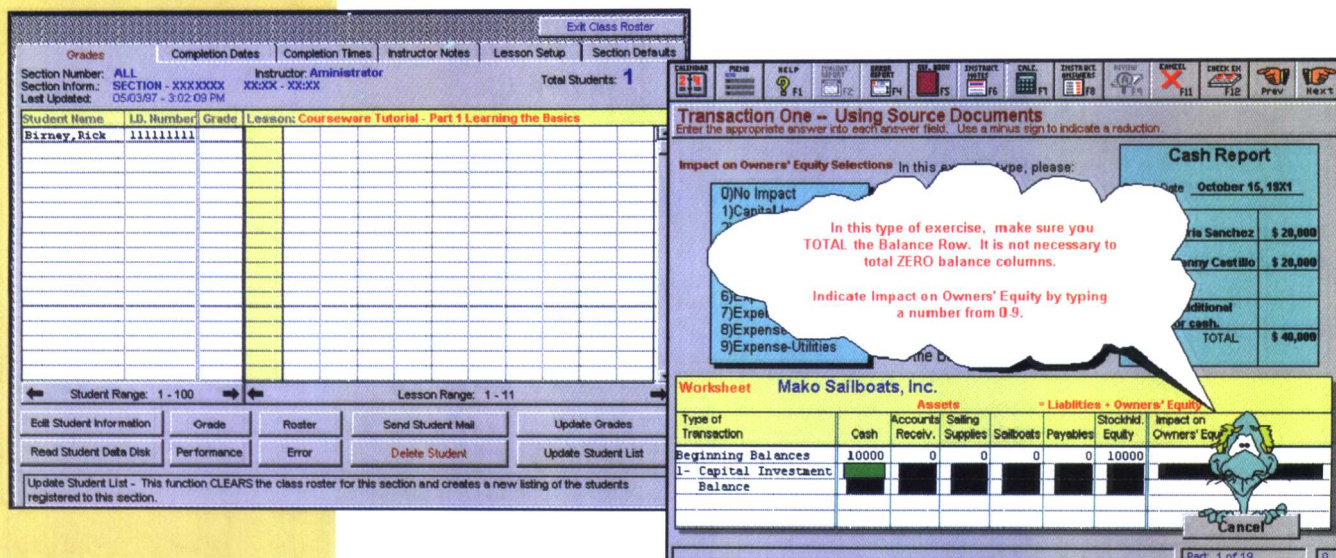 Exit Class Roster
Grades Completion Dates Completion Times Instructor Notes Lesson Setup Section Defaults
Section Number: ALL Instructor: Aministrator Total Students: 1
Section Inform.: SECTION - XXXXXXX XX:XX - XX:XX
Last Updated: 05/03/97 - 3:02:09 PM
Student Name I.D. Number Grade Lesson: Courseware Tutorial - Part 1 Learning the Basics
Birney, Rick 111111111
Student Range: 1 - 100 Lesson Range: 1 - 11
Edit Student Information Grade Roster Send Student Mail Update Grades
Read Student Data Disk Performance Error Delete Student Update Student List
Update Student List - This function CLEARS the class roster for this section and creates a new listing of the students
registered to this section.
CALENDAR MEMO HELP F1 F2 ERROR REPORT F4 F5 INSTRUCT NOTES F6 CALC. F7 INSTRUCT ANSWERS F8 REVIEW F9 CANCEL F11 CHECK EM F12 Prev Next
Transaction One -- Using Source Documents
Enter the appropriate answer into each answer field. Use a minus sign to indicate a reduction.
Impact on Owners' Equity Selections In this type, please:
0)No Impact
1)Capital
7)Expe
8)Expense
9)Expense-Utilities
In this type of exercise, make sure you
TOTAL the Balance Row. It is not necessary to
total ZERO balance columns.
Indicate Impact on Owners' Equity by typing
a number from 0-9.
Cash Report
Date October 15, 19X1
Sanchez $ 20,000
Castillo $ 20,000
ditional
or cash.
TOTAL $ 40,000
Worksheet Mako Sailboats, Inc.
Assets = Liablities + Owners' Equity
Type of Transaction Cash Accounts Receiv. Sailing Supplies Sailboats Payables Stockhld. Equity Impact on Owners' Equ
Beginning Balances 10000 0 0 0 0 10000
1- Capital Investment
Balance
Cancel
Part: 1 of 19